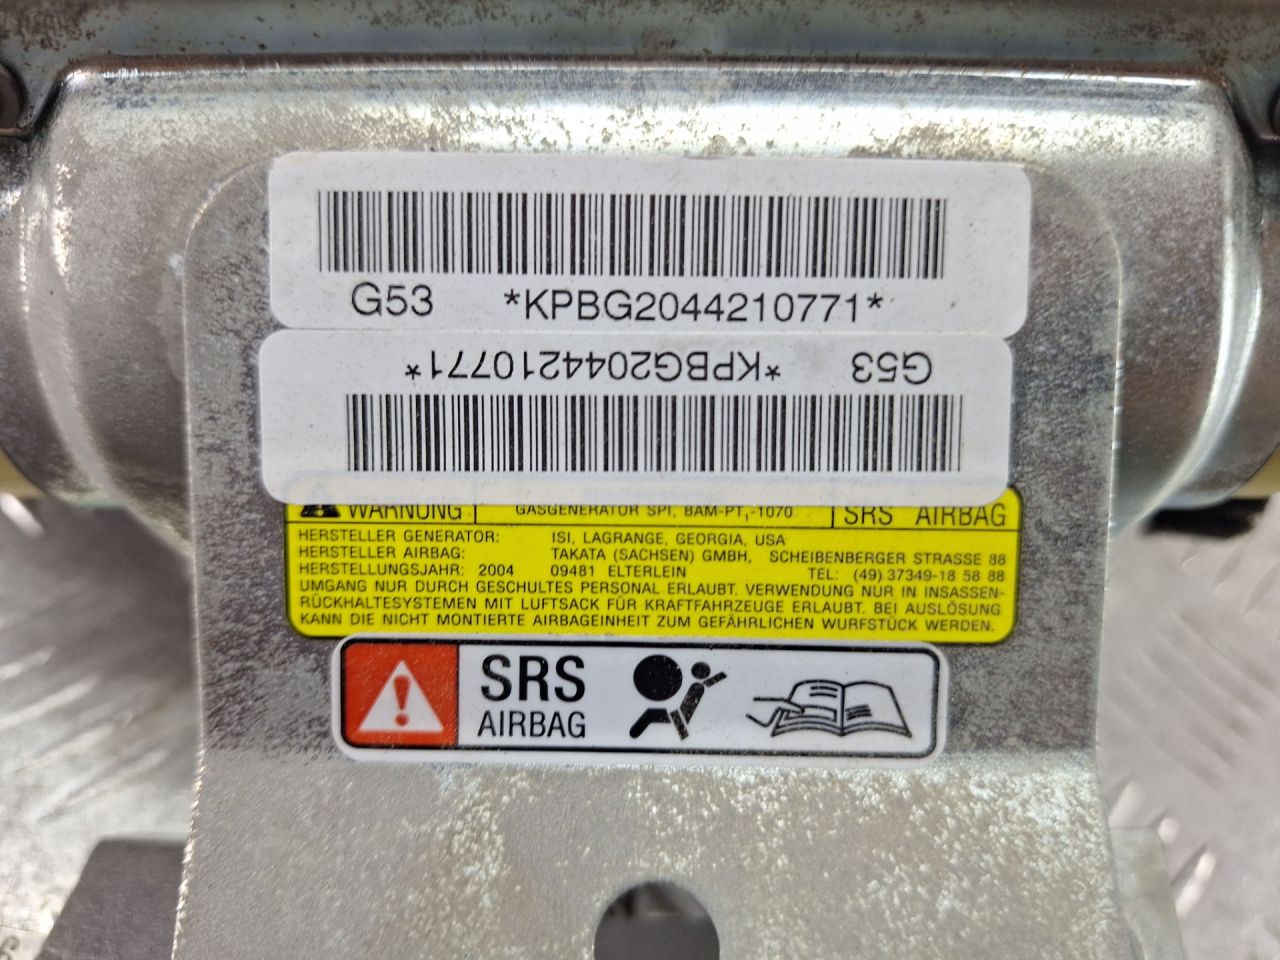 G53 *KPBG2044210771*
G53 *KPBG2044210771*
WARNUNG GASGENERATOR SPI, BAM-PT,-1070 SRS AIRBAG
HERSTELLER GENERATOR: ISI, LAGRANGE, GEORGIA, USA
HERSTELLER AIRBAG: TAKATA (SACHSEN) GMBH, SCHEIBENBERGER STRASSE 88
HERSTELLUNGSJAHR: 2004 09481 ELTERLEIN TEL: (49) 37349-18 58 88
UMGANG NUR DURCH GESCHULTES PERSONAL ERLAUBT. VERWENDUNG NUR IN INSASSEN-
RÜCKHALTESYSTEMEN MIT LUFTSACK FÜR KRAFTFAHRZEUGE ERLAUBT. BEI AUSLÖSUNG
KANN DIE NICHT MONTIERTE AIRBAGEINHEIT ZUM GEFÄHRLICHEN WURFSTÜCK WERDEN.
SRS
AIRBAG